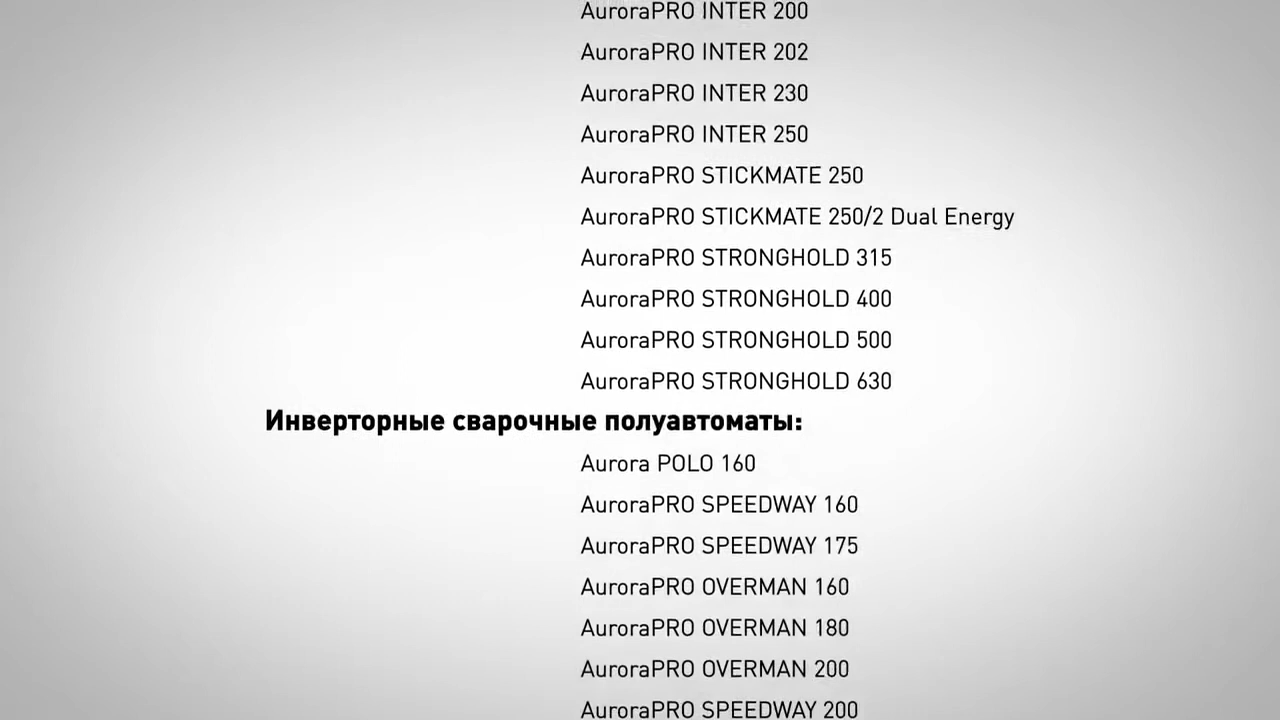 AuroraPRO INTER 200
AuroraPRO INTER 202
AuroraPRO INTER 230
AuroraPRO INTER 250
AuroraPRO STICKMATE 250
AuroraPRO STICKMATE 250/2 Dual Energy
AuroraPRO STRONGHOLD 315
AuroraPRO STRONGHOLD 400
AuroraPRO STRONGHOLD 500
AuroraPRO STRONGHOLD 630
Инверторные сварочные полуавтоматы:
Aurora POLO 160
AuroraPRO SPEEDWAY 160
AuroraPRO SPEEDWAY 175
AuroraPRO OVERMAN 160
AuroraPRO OVERMAN 180
AuroraPRO OVERMAN 200
AuroraPRO SPEEDWAY 200